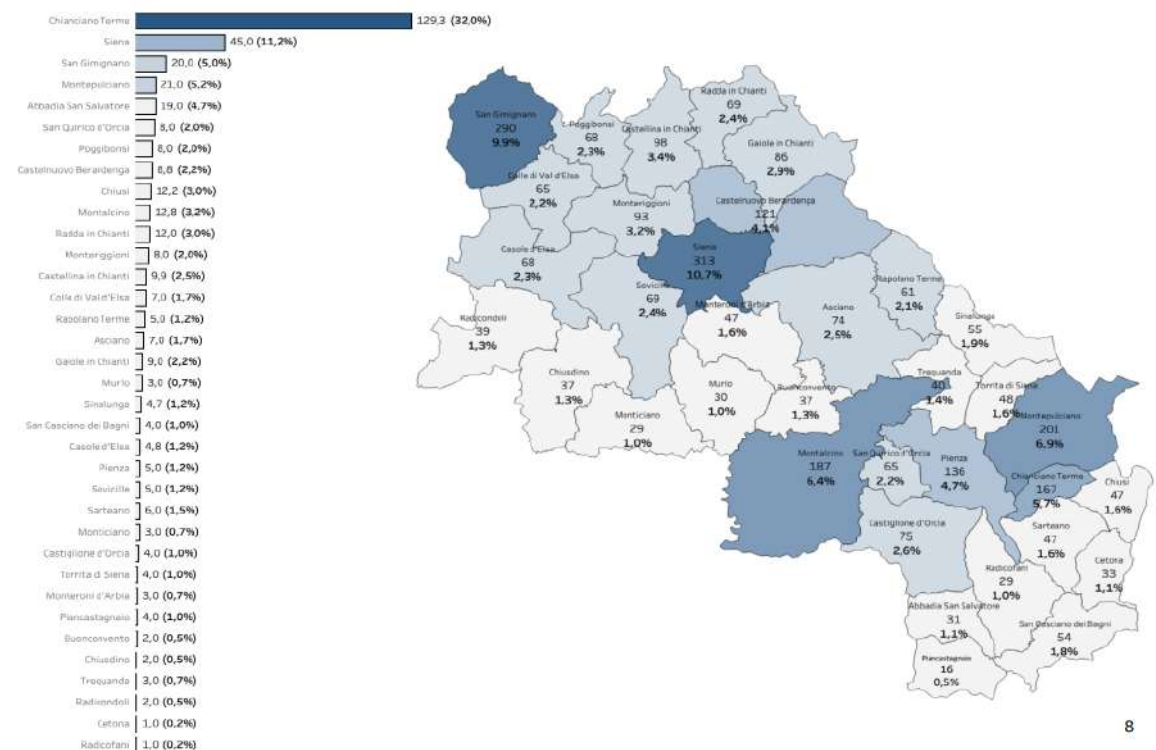 Chianciano Terme 129,3 (32,0%)
Siena 45,0 (11,2%)
San Gimignano 20,0 (5,0%)
Montepulciano 21,0 (5,2%)
Abbadia San Salvatore 19,0 (4,7%)
San Quirico d'Orcia 8,0 (2,0%)
Poggibonsi 8,0 (2,0%)
Castelnuovo Berardenga 8,8 (2,2%)
Chiusi 12,2 (3,0%)
Montalcino 12,8 (3,2%)
Radda in Chianti 12,0 (3,0%)
Monteriggioni 8,0 (2,0%)
Castellina in Chianti 9,9 (2,5%)
Colle di Val d'Elsa 7,0 (1,7%)
Rapolano Terme 5,0 (1,2%)
Asciano 7,0 (1,7%)
Gaiole in Chianti 9,0 (2,2%)
Murlo 3,0 (0,7%)
Sinalunga 4,7 (1,2%)
San Casciano dei Bagni 4,0 (1,0%)
Casole d'Elsa 4,8 (1,2%)
Pienza 5,0 (1,2%)
Sovicille 5,0 (1,2%)
Sarteano 6,0 (1,5%)
Monticiano 3,0 (0,7%)
Castiglione d'Orcia 4,0 (1,0%)
Torrita di Siena 4,0 (1,0%)
Monteroni d'Arbia 3,0 (0,7%)
Piancastagnaio 4,0 (1,0%)
Buonconvento 2,0 (0,5%)
Chiusdino 2,0 (0,5%)
Trequanda 3,0 (0,7%)
Radicondoli 2,0 (0,5%)
Cetona 1,0 (0,2%)
Radicofani 1,0 (0,2%)
Radda in Chianti
69
2,4%
San Gimignano
290
9,9%
Poggibonsi
68
2,3%
Castellina in Chianti
98
3,4%
Gaiole in Chianti
86
2,9%
Colle di Val d'Elsa
65
2,2%
Monteriggioni
93
3,2%
Castelnuovo Berardenga
121
4,1%
Casole d'Elsa
68
2,3%
Siena
313
10,7%
Sovicille
69
2,4%
Rapolano Terme
61
2,1%
Monteroni d'Arbia
47
1,6%
Asciano
74
2,5%
Radicondoli
39
1,3%
Sinalunga
55
1,9%
Chiusdino
37
1,3%
Murlo
30
1,0%
Buonconvento
37
1,3%
Trequanda
40
1,4%
Torrita di Siena
48
1,6%
Monticiano
29
1,0%
Montepulciano
201
6,9%
Montalcino
187
6,4%
San Quirico d'Orcia
65
2,2%
Pienza
136
4,7%
Chianciano Terme
167
5,7%
Chiusi
47
1,6%
Castiglione d'Orcia
75
2,6%
Sarteano
47
1,6%
Cetona
33
1,1%
Radicofani
29
1,0%
Abbadia San Salvatore
31
1,1%
San Casciano dei Bagni
54
1,8%
Piancastagnaio
16
0,5%
8